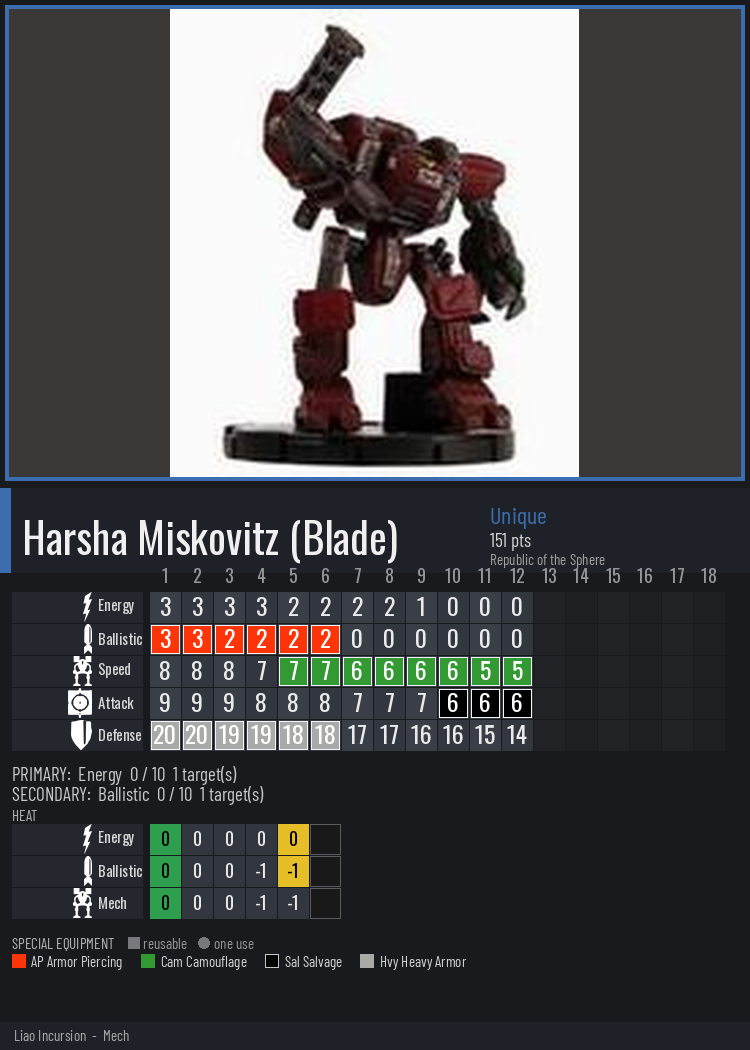 Harsha Miskovitz (Blade)
Unique
151 pts
Republic of the Sphere
1 2 3 4 5 6 7 8 9 10 11 12 13 14 15 16 17 18
Energy 3 3 3 3 2 2 2 2 1 0 0 0
Ballistic 3 3 2 2 2 2 0 0 0 0 0 0
Speed 8 8 8 7 7 7 6 6 6 6 5 5
Attack 9 9 9 8 8 8 7 7 7 6 6 6
Defense 20 20 19 19 18 18 17 17 16 16 15 14
PRIMARY: Energy 0 / 10 1 target(s)
SECONDARY: Ballistic 0 / 10 1 target(s)
HEAT
Energy 0 0 0 0 0
Ballistic 0 0 0 -1 -1
Mech 0 0 0 -1 -1
SPECIAL EQUIPMENT reusable one use
AP Armor Piercing Cam Camouflage Sal Salvage Hvy Heavy Armor
Liao Incursion - Mech